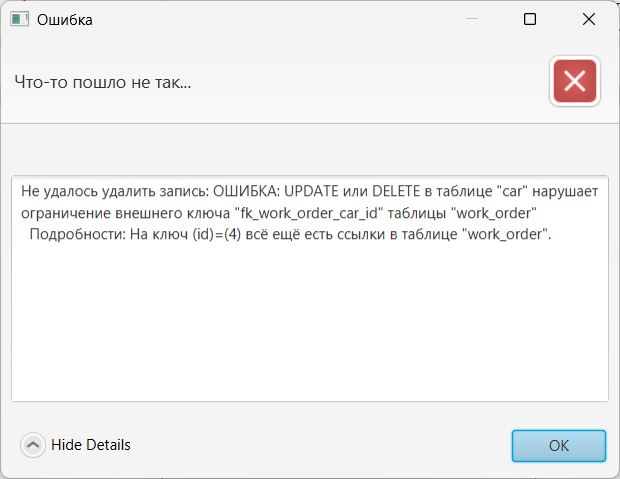 Ошибка
Что-то пошло не так...
Не удалось удалить запись: ОШИБКА: UPDATE или DELETE в таблице "car" нарушает
ограничение внешнего ключа "fk_work_order_car_id" таблицы "work_order"
Подробности: На ключ (id)=(4) всё ещё есть ссылки в таблице "work_order".
Hide Details
OK